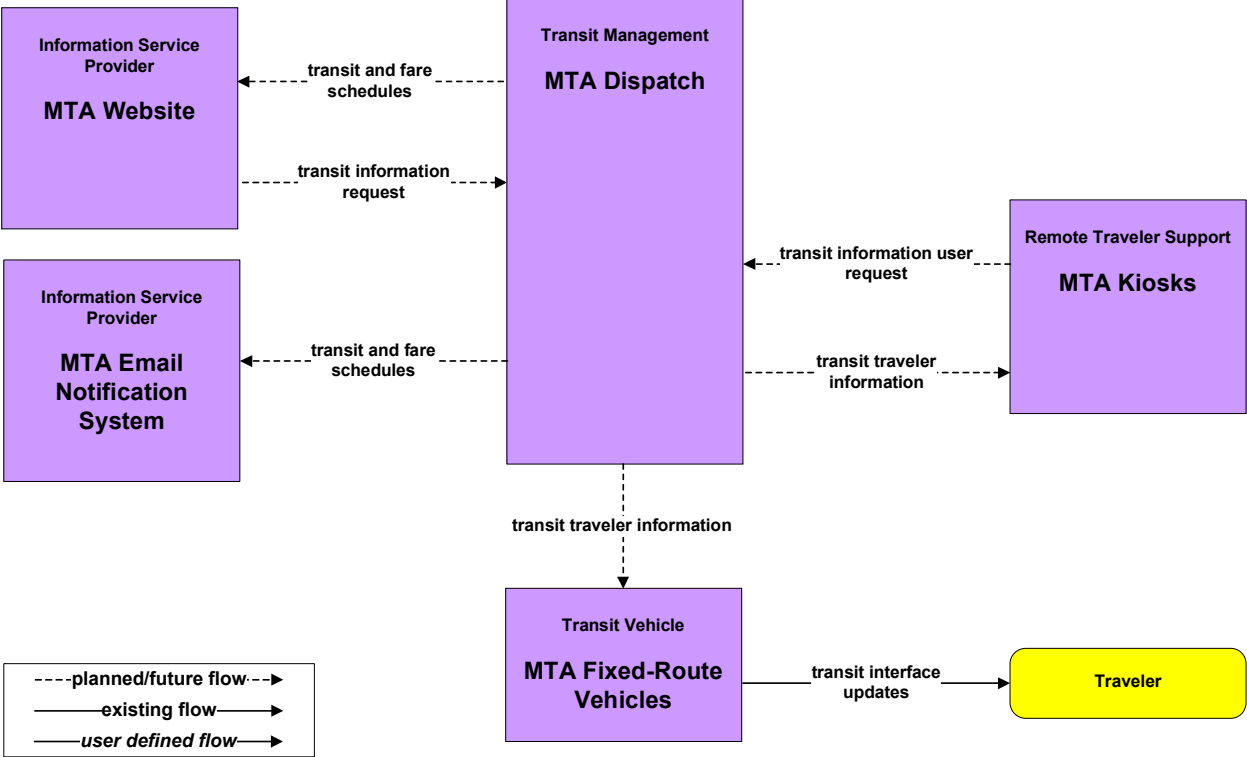 Information Service
Provider
MTA Website
transit and fare
schedules
transit information
request
Transit Management
MTA Dispatch
Information Service
Provider
MTA Email
Notification
System
transit and fare
schedules
transit information user
request
transit traveler
information
Remote Traveler Support
MTA Kiosks
transit traveler information
Transit Vehicle
MTA Fixed-Route
Vehicles
transit interface
updates
Traveler
planned/future flow
existing flow
user defined flow